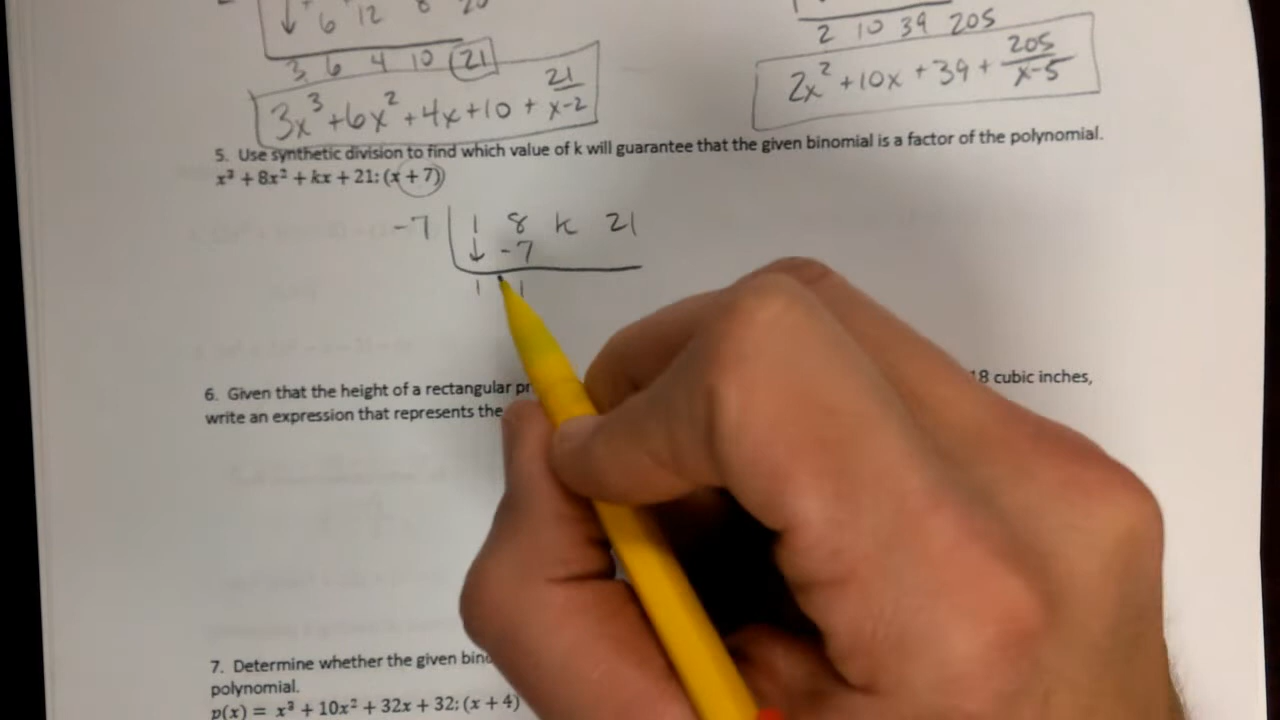 6 12 8 20
3 6 4 10 21
3x³ + 6x² + 4x + 10 + 21/(x-2)
2 10 39 205
2x² + 10x + 39 + 205/(x-5)
5. Use synthetic division to find which value of k will guarantee that the given binomial is a factor of the polynomial.
x³ + 8x² + kx + 21; (x + 7)
-7 | 1 8 k 21
↓ -7
1 1
6. Given that the height of a rectangular 18 cubic inches,
write an expression that represents the
7. Determine whether the given
polynomial.
p(x) = x³ + 10x² + 32x + 32; (x + 4)